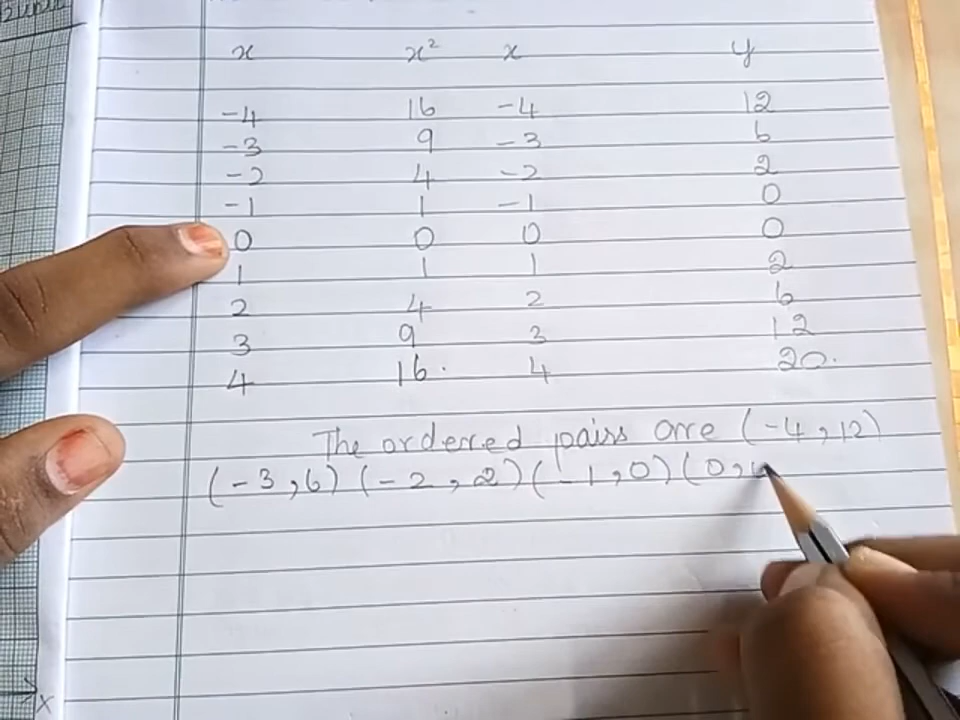 x x² x y
-4 16 -4 12
-3 9 -3 6
-2 4 -2 2
-1 1 -1 0
0 0 0 0
1 1 1 2
2 4 2 6
3 9 3 12
4 16. 4 20.
The ordered pairs are (-4, 12)
(-3, 6) (-2, 2) (-1, 0) (0,
X